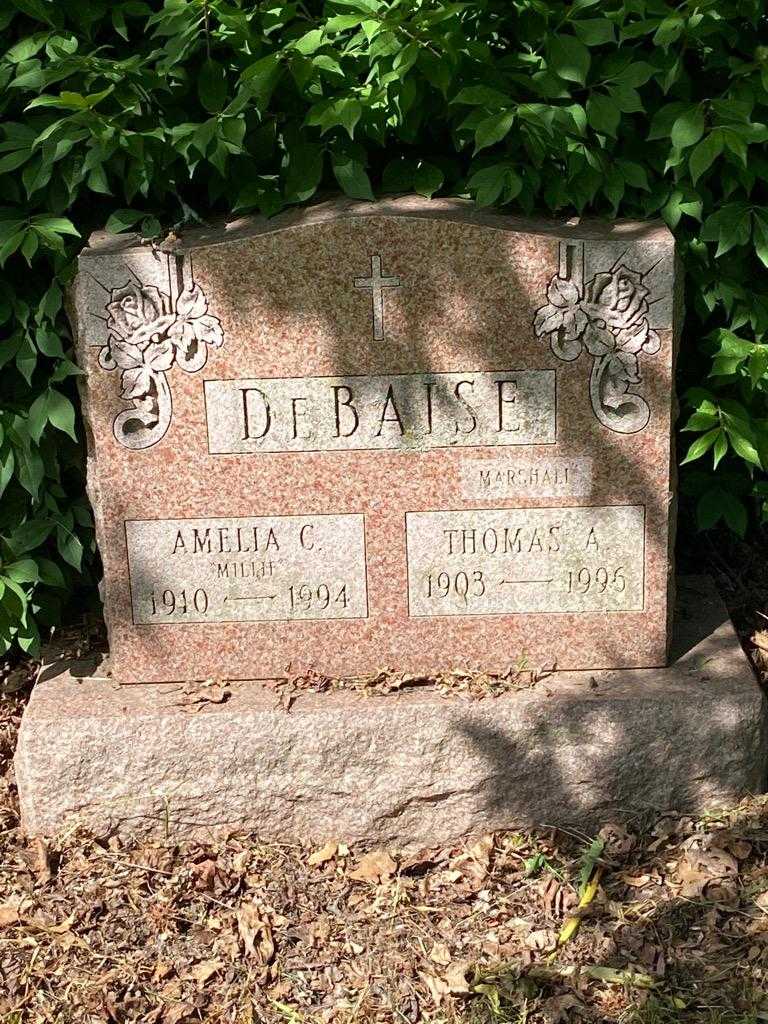 DEBAISE
"MARSHALL"
AMELIA C.
"MILLIE"
1910 — 1994
THOMAS A.
1903 — 1996